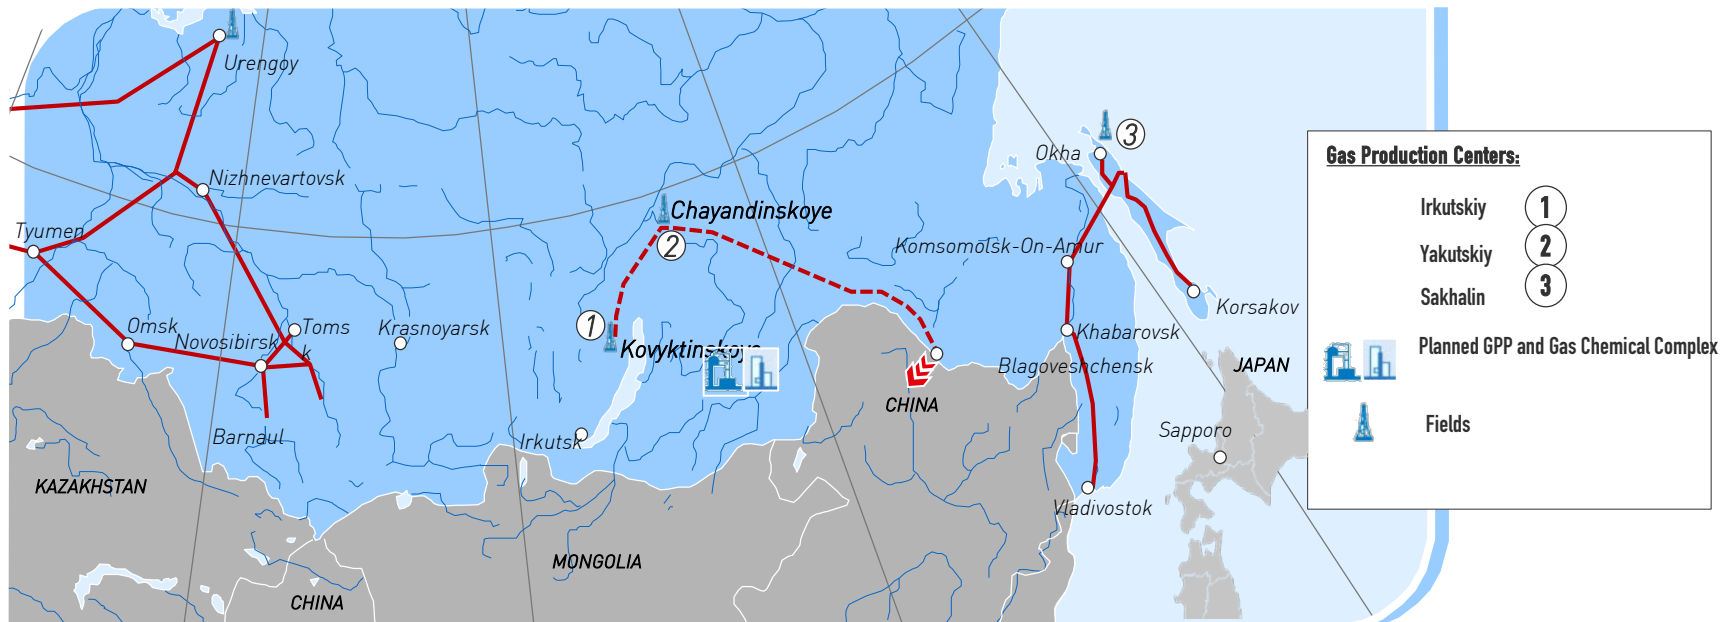 Urengoy
Nizhnevartovsk
Tyumen
Omsk
Novosibirsk
Toms
k
Krasnoyarsk
Barnaul
Irkutsk
KAZAKHSTAN
CHINA
MONGOLIA
Chayandinskoye
2
1
Kovyktinskoye
Okha
3
Komsomolsk-On-Amur
Korsakov
Khabarovsk
Blagoveshchensk
CHINA
JAPAN
Sapporo
Vladivostok
Gas Production Centers:
Irkutskiy 1
Yakutskiy 2
Sakhalin 3
Planned GPP and Gas Chemical Complex
Fields